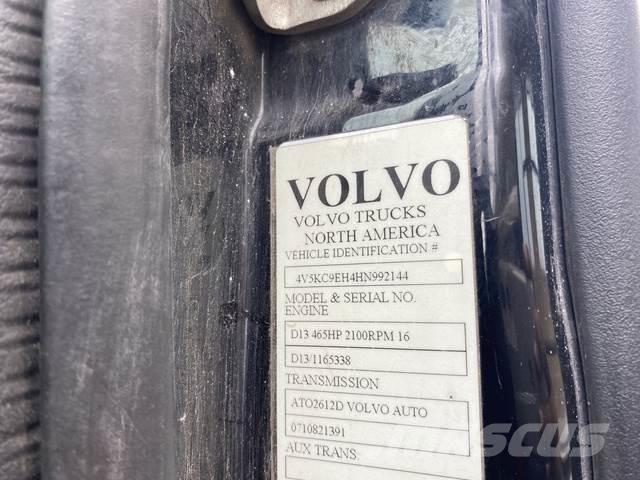 VOLVO
VOLVO TRUCKS
NORTH AMERICA
VEHICLE IDENTIFICATION #
4V5KC9EH4HN992144
MODEL & SERIAL NO.
ENGINE
D13 465HP 2100RPM 16
D13/1165338
TRANSMISSION
ATO2612D VOLVO AUTO
0710821391
AUX TRANS.